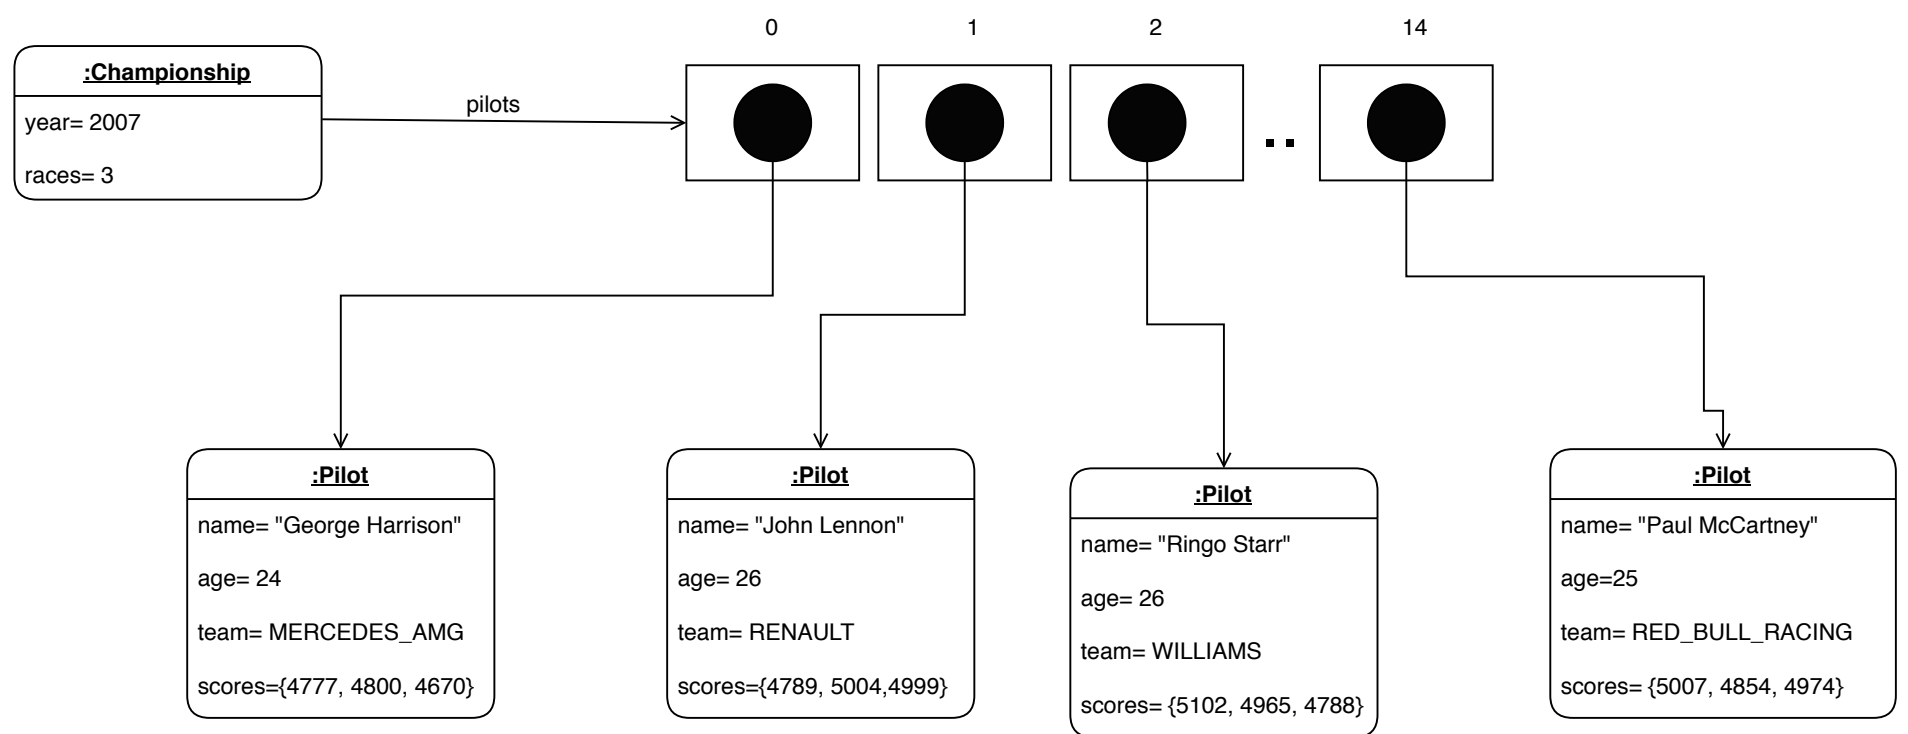 0
1
2
14
:Championship
year= 2007
races= 3
pilots
:Pilot
name= "George Harrison"
age= 24
team= MERCEDES_AMG
scores={4777, 4800, 4670}
:Pilot
name= "John Lennon"
age= 26
team= RENAULT
scores={4789, 5004,4999}
:Pilot
name= "Ringo Starr"
age= 26
team= WILLIAMS
scores= {5102, 4965, 4788}
:Pilot
name= "Paul McCartney"
age=25
team= RED_BULL_RACING
scores= {5007, 4854, 4974}